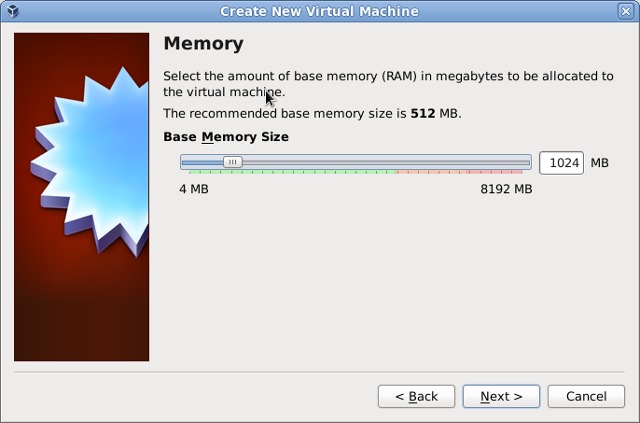 Create New Virtual Machine
Memory
Select the amount of base memory (RAM) in megabytes to be allocated to
the virtual machine.
The recommended base memory size is 512 MB.
Base Memory Size
1024 MB
4 MB 8192 MB
< Back Next > Cancel